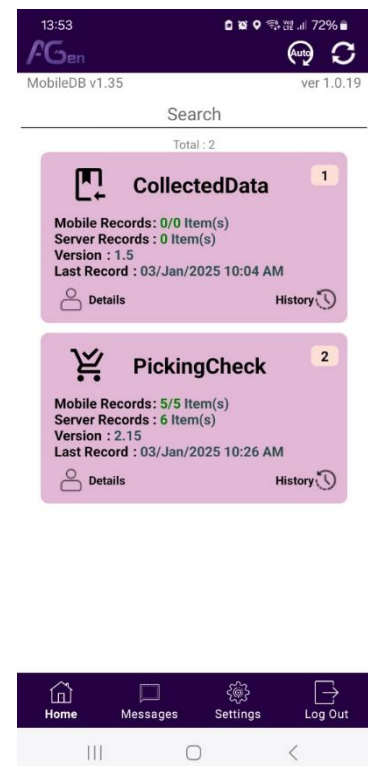 13:53 72%
AGen Auto
MobileDB v1.35 ver 1.0.19
Search
Total : 2
CollectedData 1
Mobile Records: 0/0 Item(s)
Server Records : 0 Item(s)
Version : 1.5
Last Record : 03/Jan/2025 10:04 AM
Details History
PickingCheck 2
Mobile Records: 5/5 Item(s)
Server Records : 6 Item(s)
Version : 2.15
Last Record : 03/Jan/2025 10:26 AM
Details History
Home Messages Settings Log Out